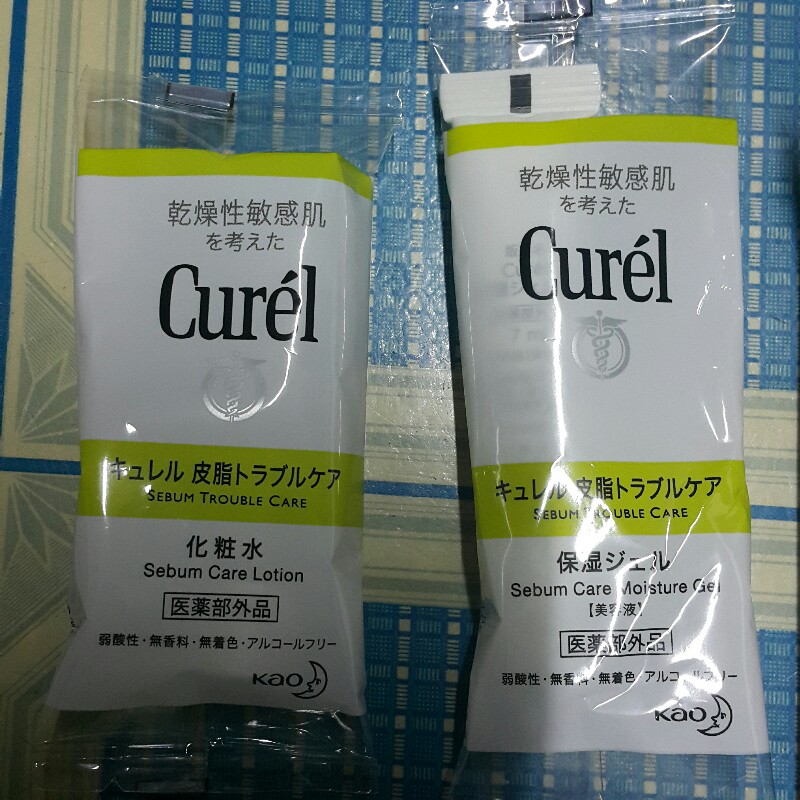 乾燥性敏感肌
を考えた
Curél
キュレル 皮脂トラブルケア
SEBUM TROUBLE CARE
化粧水
Sebum Care Lotion
医薬部外品
弱酸性・無香料・無着色・アルコールフリー
Kao
乾燥性敏感肌
を考えた
Curél
キュレル 皮脂トラブルケア
SEBUM TROUBLE CARE
保湿ジェル
Sebum Care Moisture Gel
【美容液】
医薬部外品
弱酸性・無香料・無着色・アルコールフリー
Kao